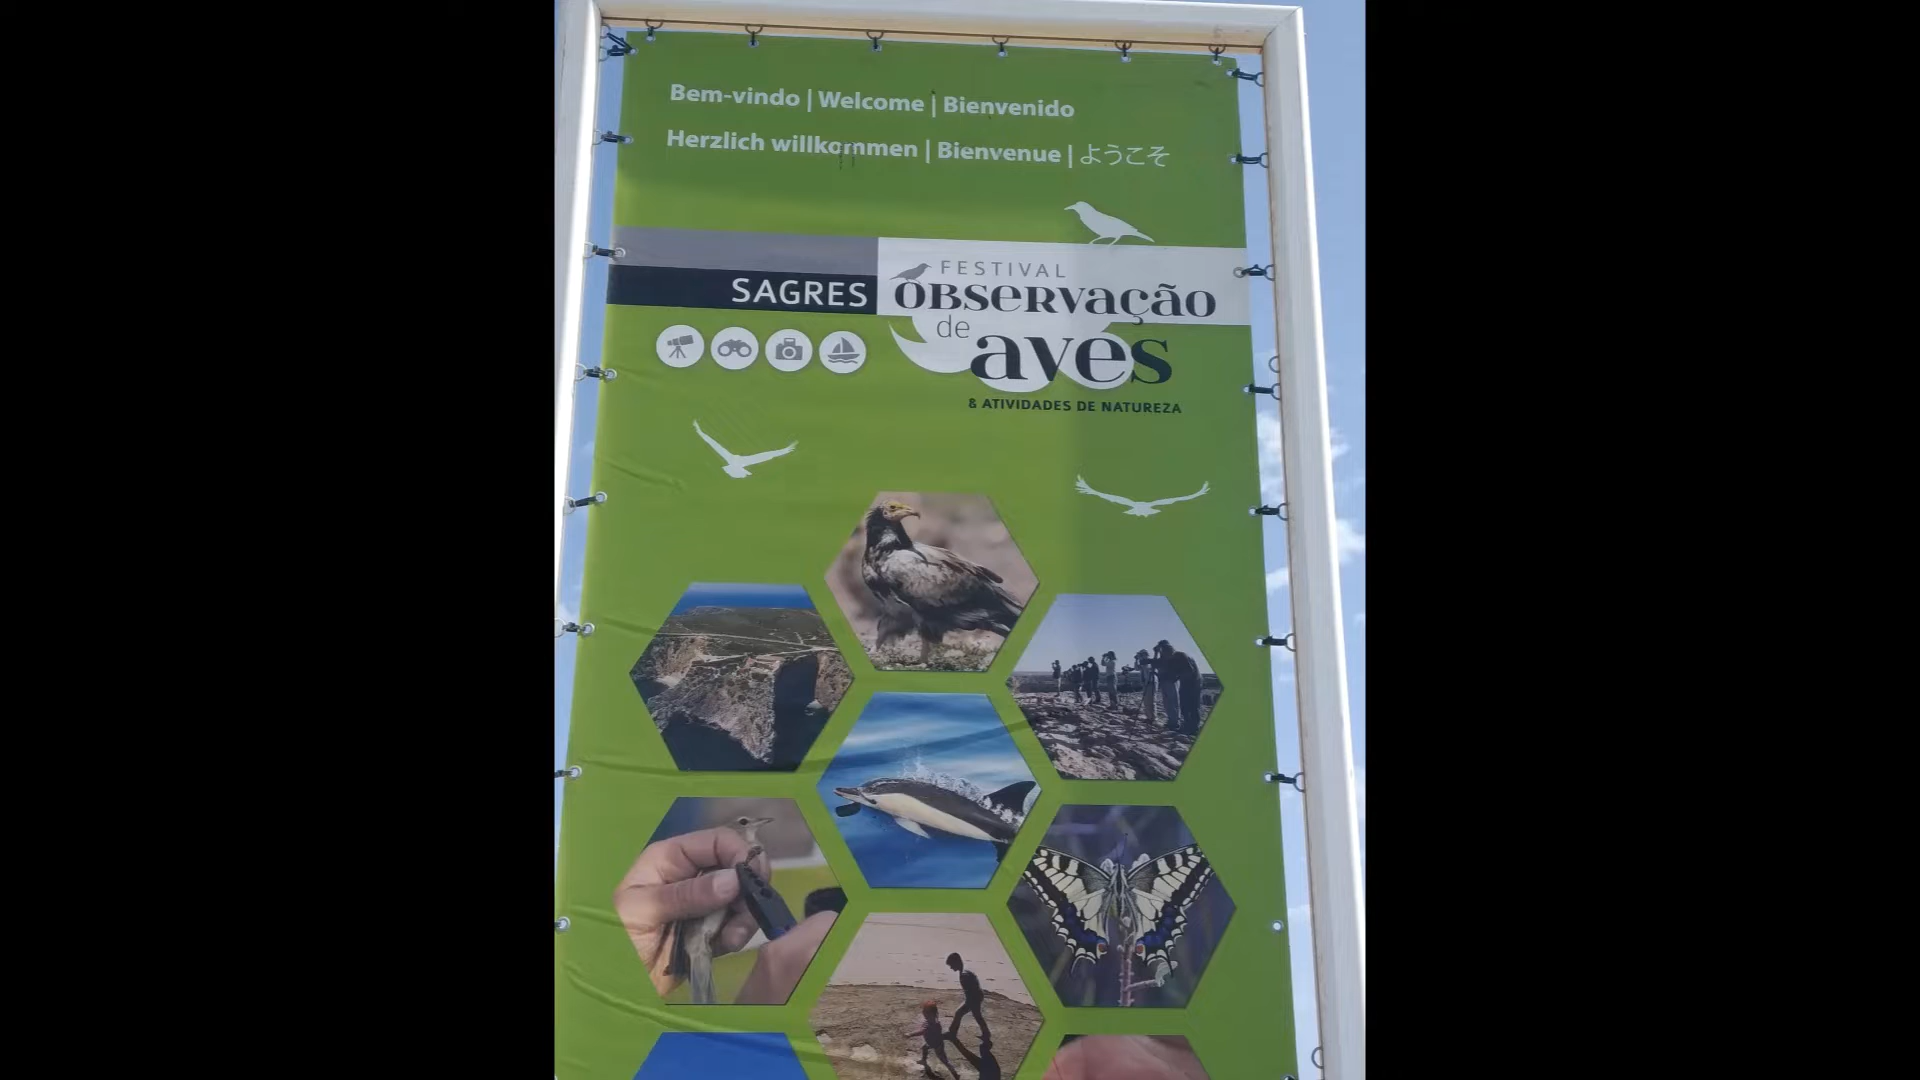 Bem-vindo | Welcome | Bienvenido
Herzlich willkommen | Bienvenue | ようこそ
FESTIVAL
SAGRES
OBSERVAÇÃO
de
aves
& ATIVIDADES DE NATUREZA